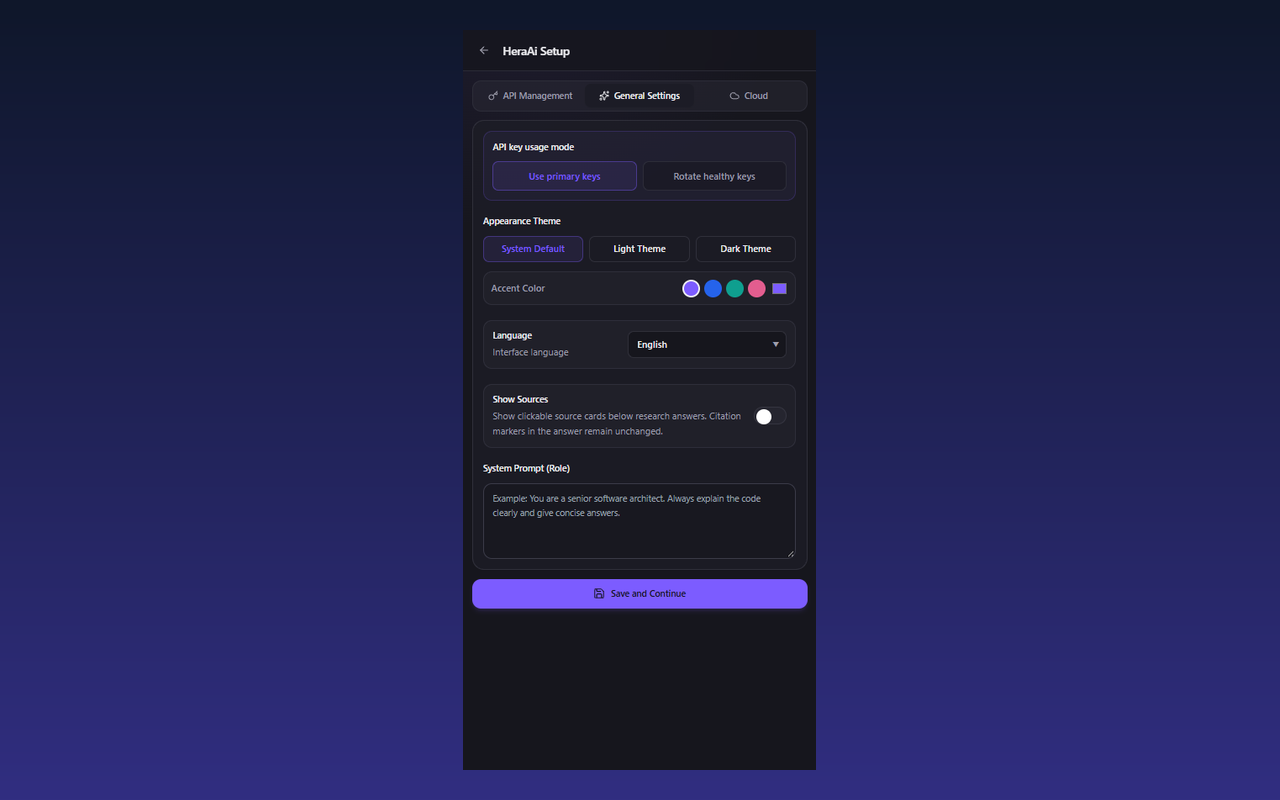 HeraAi Setup
API Management
General Settings
Cloud
API key usage mode
Use primary keys
Rotate healthy keys
Appearance Theme
System Default
Light Theme
Dark Theme
Accent Color
Language
Interface language
English
Show Sources
Show clickable source cards below research answers. Citation
markers in the answer remain unchanged.
System Prompt (Role)
Example: You are a senior software architect. Always explain the code
clearly and give concise answers.
Save and Continue